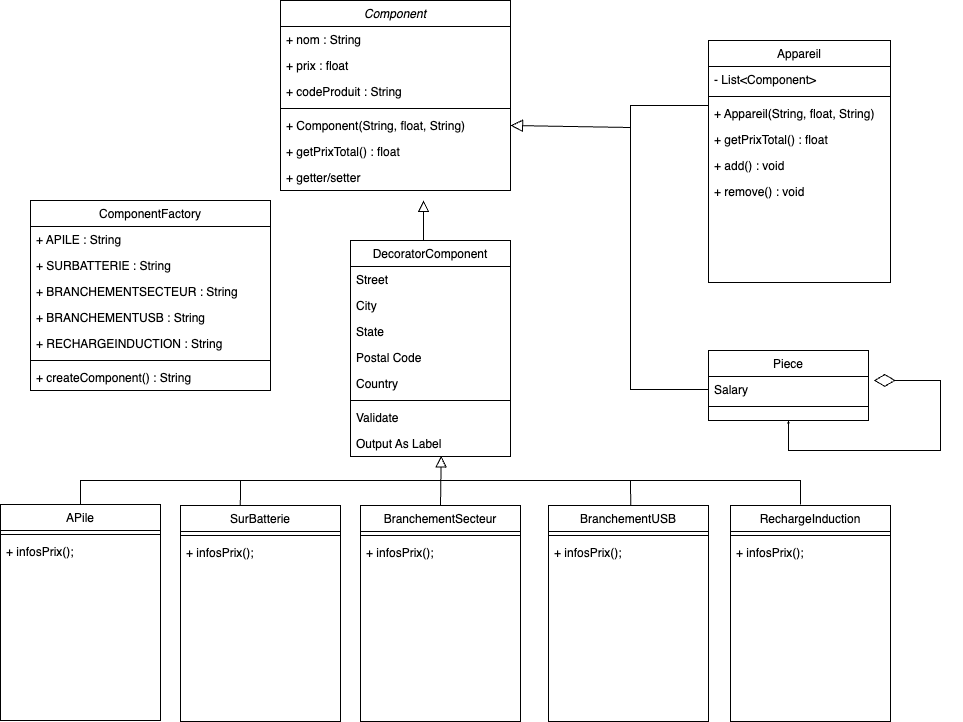 Component
+ nom : String
+ prix : float
+ codeProduit : String
+ Component(String, float, String)
+ getPrixTotal() : float
+ getter/setter
Appareil
- List<Component>
+ Appareil(String, float, String)
+ getPrixTotal() : float
+ add() : void
+ remove() : void
ComponentFactory
+ APILE : String
+ SURBATTERIE : String
+ BRANCHEMENTSECTEUR : String
+ BRANCHEMENTUSB : String
+ RECHARGEINDUCTION : String
+ createComponent() : String
DecoratorComponent
Street
City
State
Postal Code
Country
Validate
Output As Label
Piece
Salary
APile
+ infosPrix();
SurBatterie
+ infosPrix();
BranchementSecteur
+ infosPrix();
BranchementUSB
+ infosPrix();
RechargeInduction
+ infosPrix();